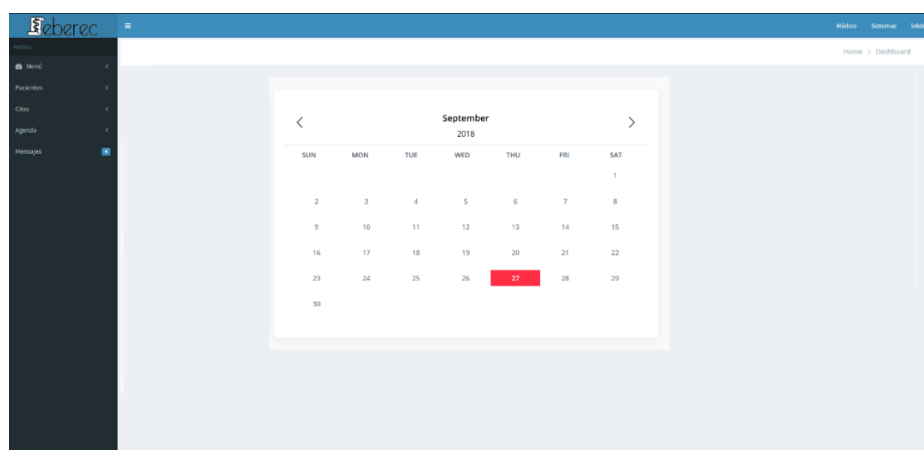 eberec
Médico Sistemas
Médico
Home > Dashboard
Menú
Pacientes
Citas
Agenda
Mensajes
September
2018
SUN MON TUE WED THU FRI SAT
1
2 3 4 5 6 7 8
9 10 11 12 13 14 15
16 17 18 19 20 21 22
23 24 25 26 27 28 29
30